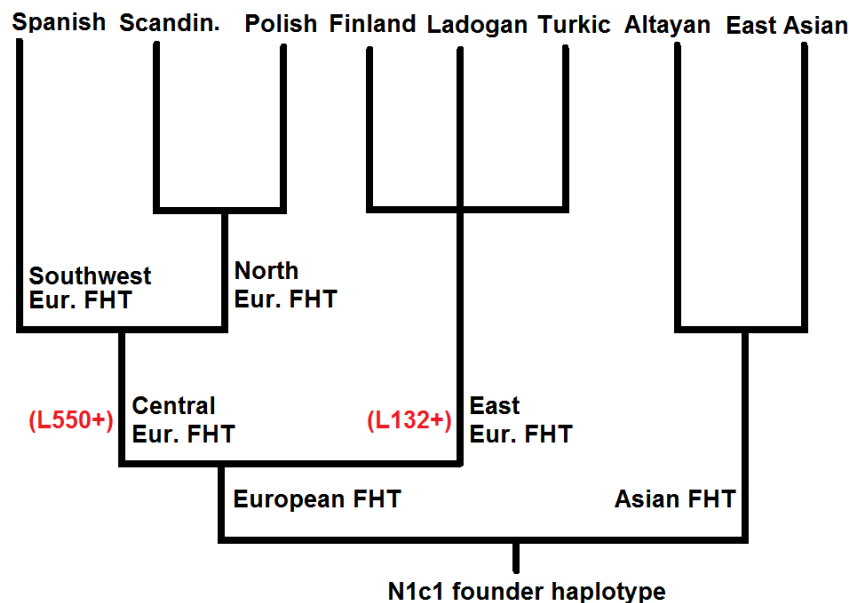 Spanish Scandin. Polish Finland Ladogan Turkic Altayan East Asian
Southwest
Eur. FHT
North
Eur. FHT
(L550+)
Central
Eur. FHT
(L132+)
East
Eur. FHT
European FHT
Asian FHT
N1c1 founder haplotype